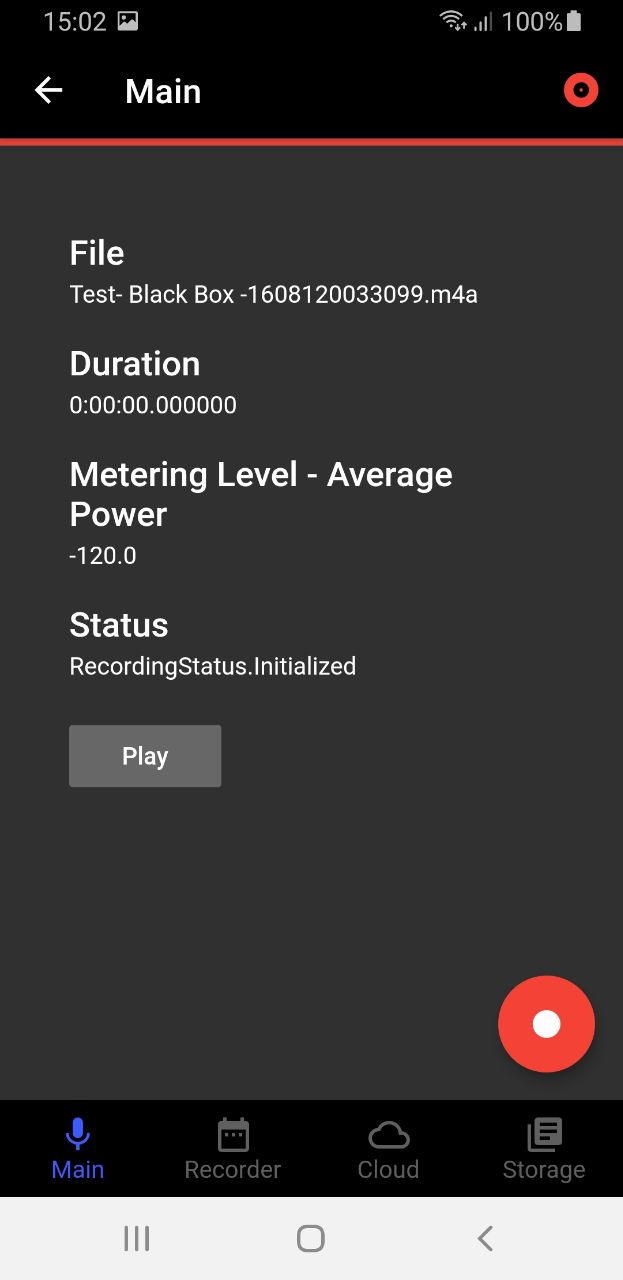 15:02 100%
Main
File
Test- Black Box -1608120033099.m4a
Duration
0:00:00.000000
Metering Level - Average
Power
-120.0
Status
RecordingStatus.Initialized
Play
Main Recorder Cloud Storage